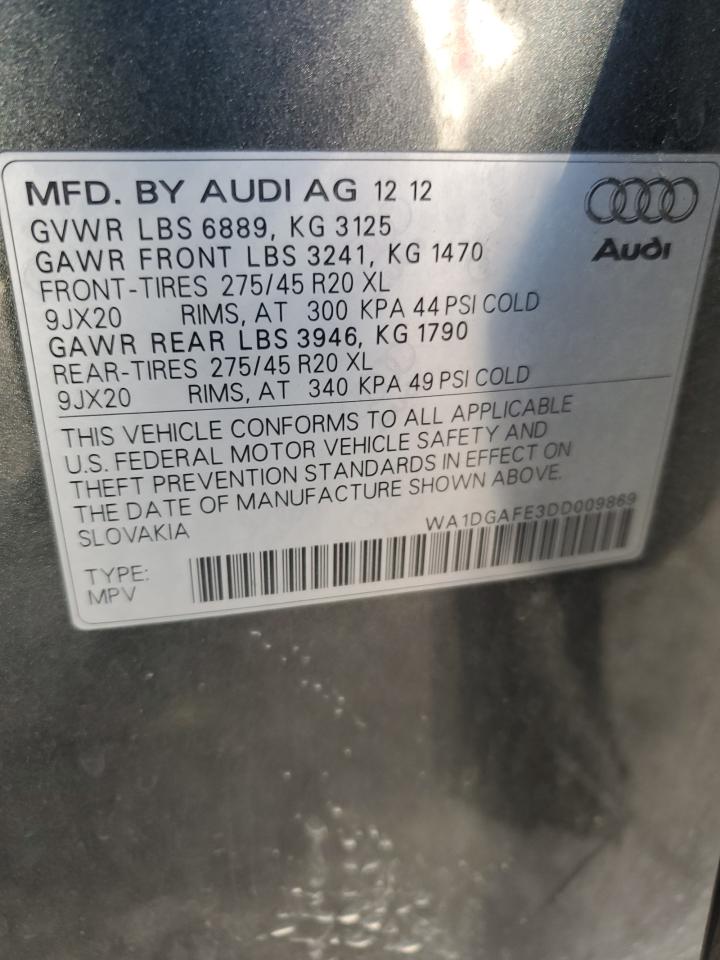 MFD. BY AUDI AG 12 12
Audi
GVWR LBS 6889, KG 3125
GAWR FRONT LBS 3241, KG 1470
FRONT-TIRES 275/45 R20 XL
9JX20 RIMS, AT 300 KPA 44 PSI COLD
GAWR REAR LBS 3946, KG 1790
REAR-TIRES 275/45 R20 XL
9JX20 RIMS, AT 340 KPA 49 PSI COLD
THIS VEHICLE CONFORMS TO ALL APPLICABLE
U.S. FEDERAL MOTOR VEHICLE SAFETY AND
THEFT PREVENTION STANDARDS IN EFFECT ON
THE DATE OF MANUFACTURE SHOWN ABOVE.
SLOVAKIA
WA1DGAFE3DD009869
TYPE:
MPV